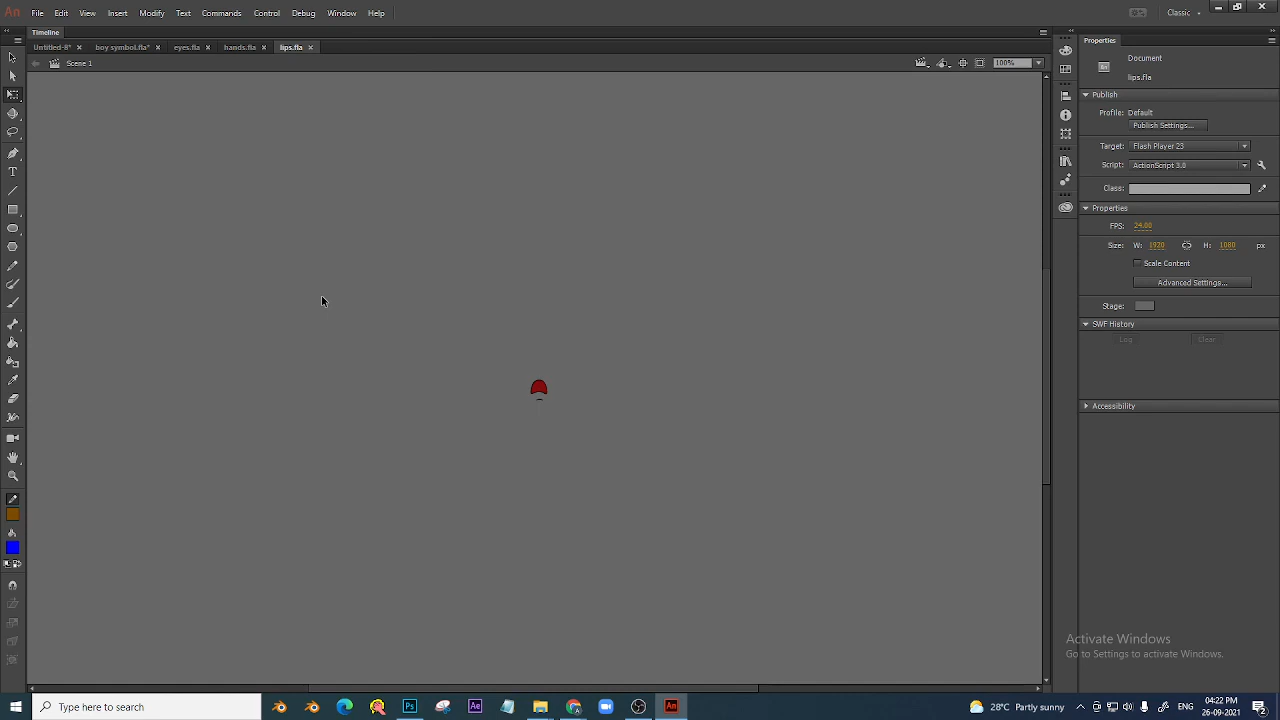 An File Edit View Insert Modify Text Commands Control Debug Window Help Classic
Timeline
Untitled-8* × boy symbol.fla* × eyes.fla × hands.fla × lips.fla ×
Scene 1 100%
Properties
Document
lips.fla
Publish
Profile: Default
Publish Settings...
Target: Flash Player 23
Script: ActionScript 3.0
Class:
Properties
FPS: 24.00
Size: W: 1920 H: 1080 px
Scale Content
Advanced Settings...
Stage:
SWF History
Log Clear
Accessibility
Activate Windows
Go to Settings to activate Windows.
Type here to search
Ps Ae An
28°C Partly sunny
ENG
04:22 PM
26-09-2021